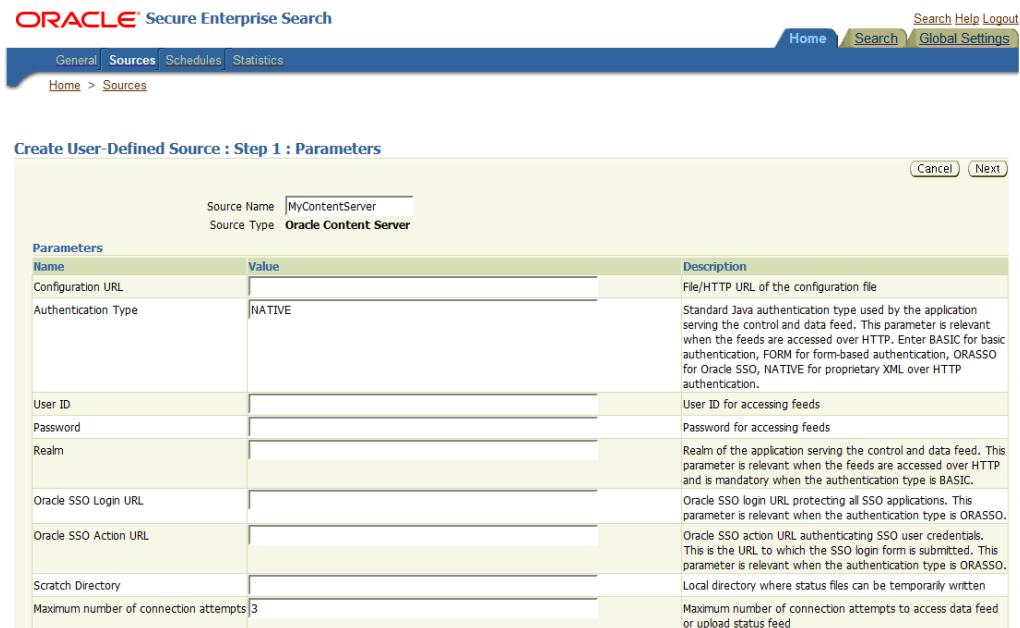 ORACLE Secure Enterprise Search
Search Help Logout
Home Search Global Settings
General Sources Schedules Statistics
Home > Sources
Create User-Defined Source : Step 1 : Parameters
Cancel Next
Source Name MyContentServer
Source Type Oracle Content Server
Parameters
Name Value Description
Configuration URL File/HTTP URL of the configuration file
Authentication Type NATIVE Standard Java authentication type used by the application
serving the control and data feed. This parameter is relevant
when the feeds are accessed over HTTP. Enter BASIC for basic
authentication, FORM for form-based authentication, ORASSO
for Oracle SSO, NATIVE for proprietary XML over HTTP
authentication.
User ID User ID for accessing feeds
Password Password for accessing feeds
Realm Realm of the application serving the control and data feed. This
parameter is relevant when the feeds are accessed over HTTP
and is mandatory when the authentication type is BASIC.
Oracle SSO Login URL Oracle SSO login URL protecting all SSO applications. This
parameter is relevant when the authentication type is ORASSO.
Oracle SSO Action URL Oracle SSO action URL authenticating SSO user credentials.
This is the URL to which the SSO login form is submitted. This
parameter is relevant when the authentication type is ORASSO.
Scratch Directory Local directory where status files can be temporarily written
Maximum number of connection attempts 3 Maximum number of connection attempts to access data feed
or upload status feed